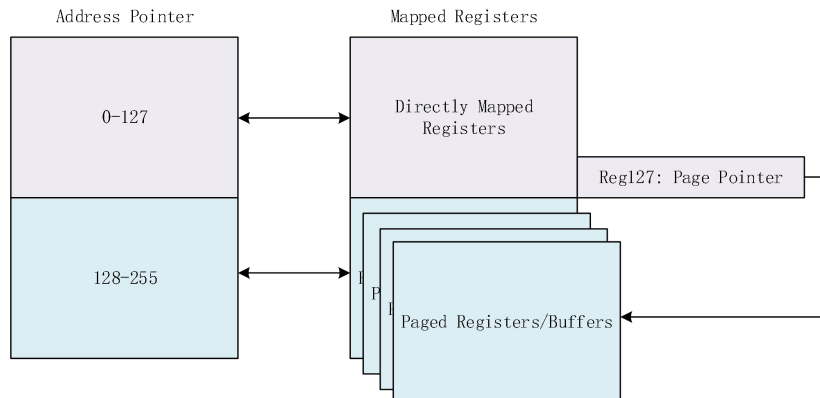 Address Pointer
Mapped Registers
0-127
Directly Mapped
Registers
Reg127: Page Pointer
128-255
Paged Registers/Buffers